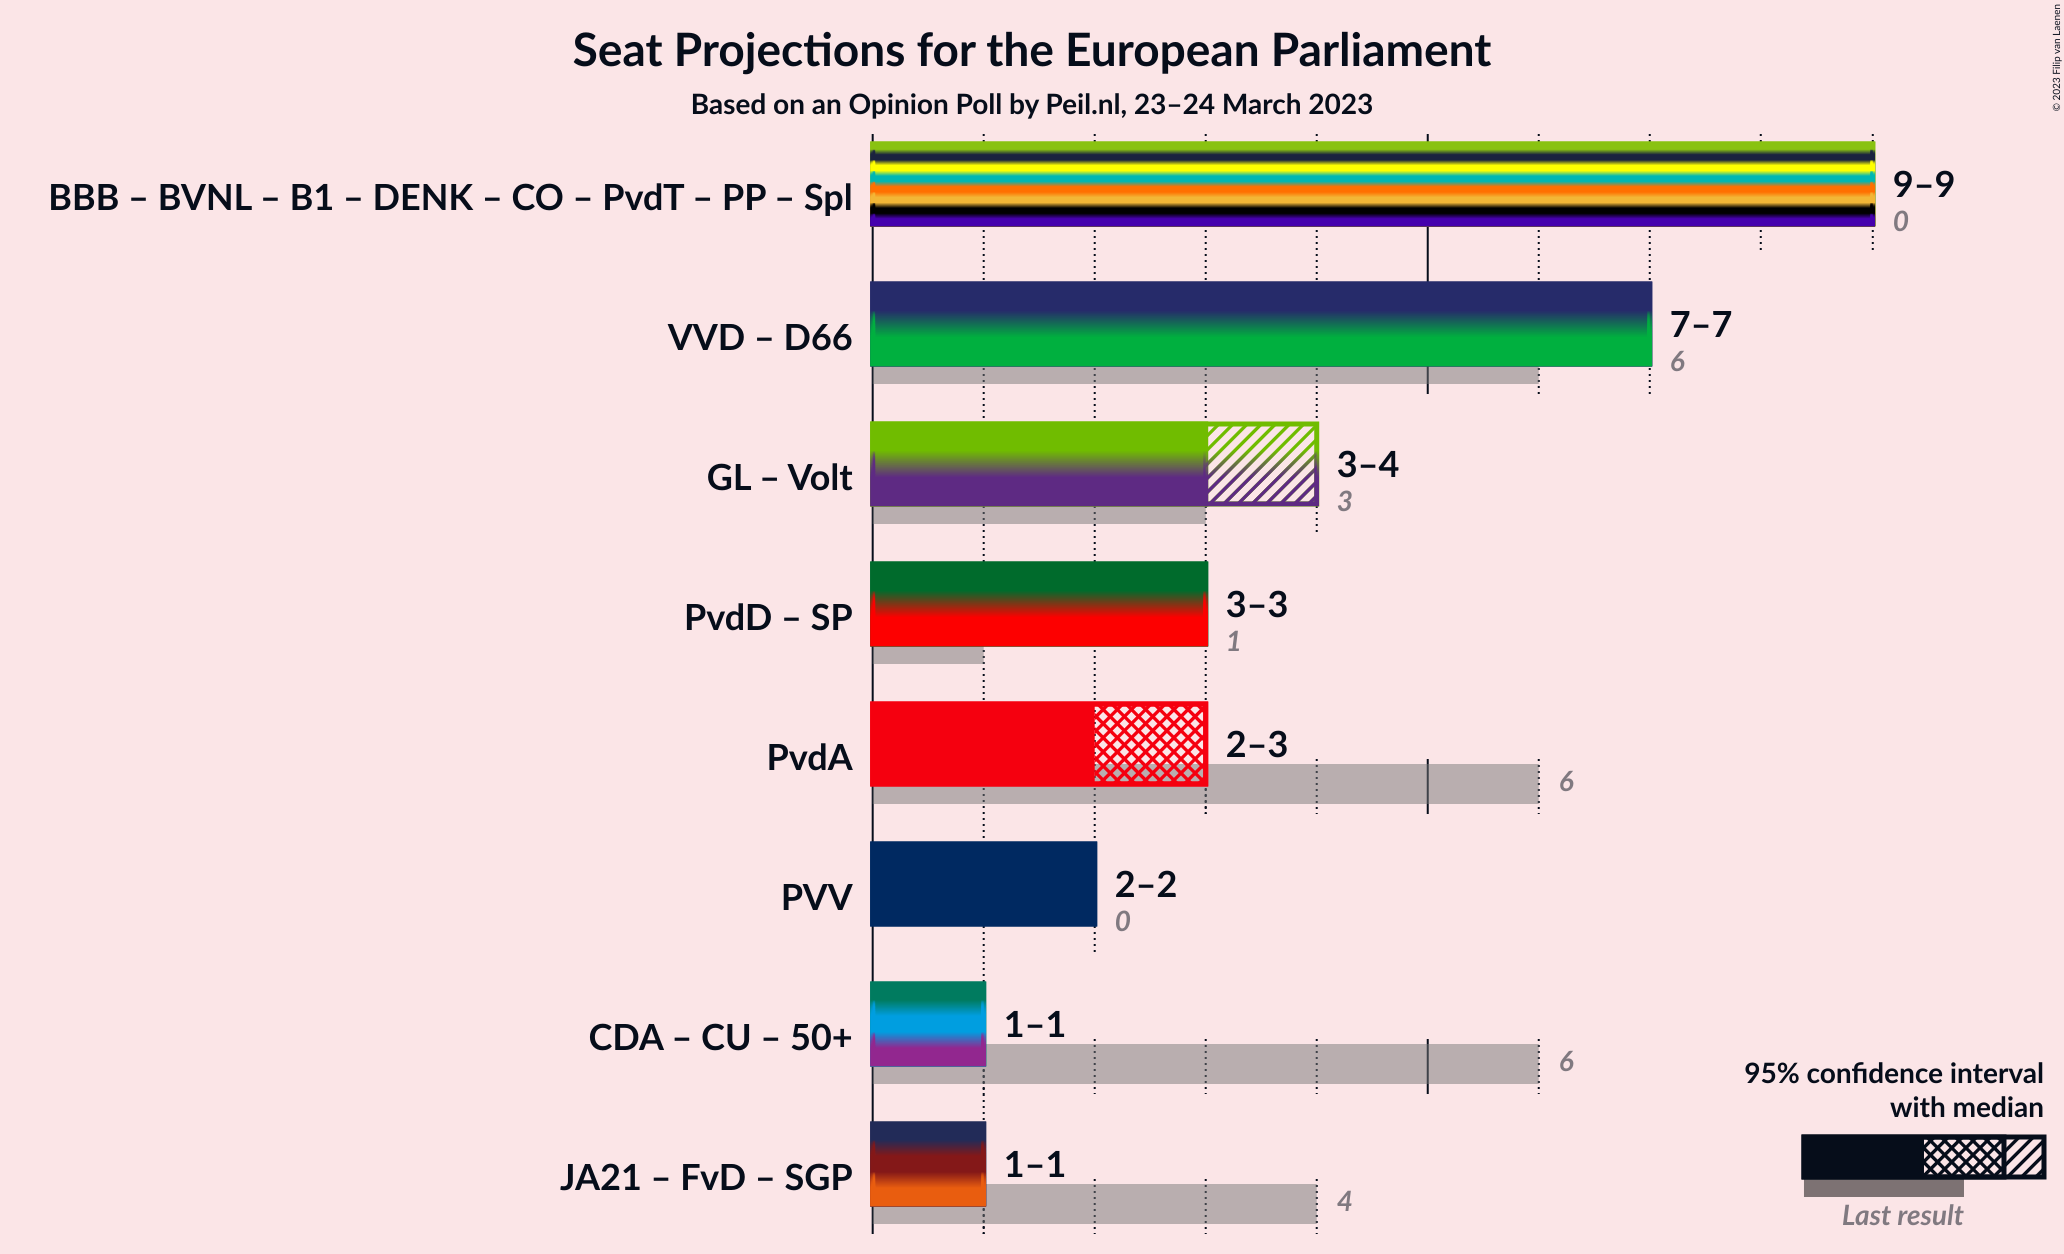 Seat Projections for the European Parliament
Based on an Opinion Poll by Peil.nl, 23–24 March 2023
© 2023 Filip van Laenen
BBB – BVNL – B1 – DENK – CO – PvdT – PP – Spl
9–9
0
VVD – D66
7–7
6
GL – Volt
3–4
3
PvdD – SP
3–3
1
PvdA
2–3
6
PVV
2–2
0
CDA – CU – 50+
1–1
6
JA21 – FvD – SGP
1–1
4
95% confidence interval
with median
Last result